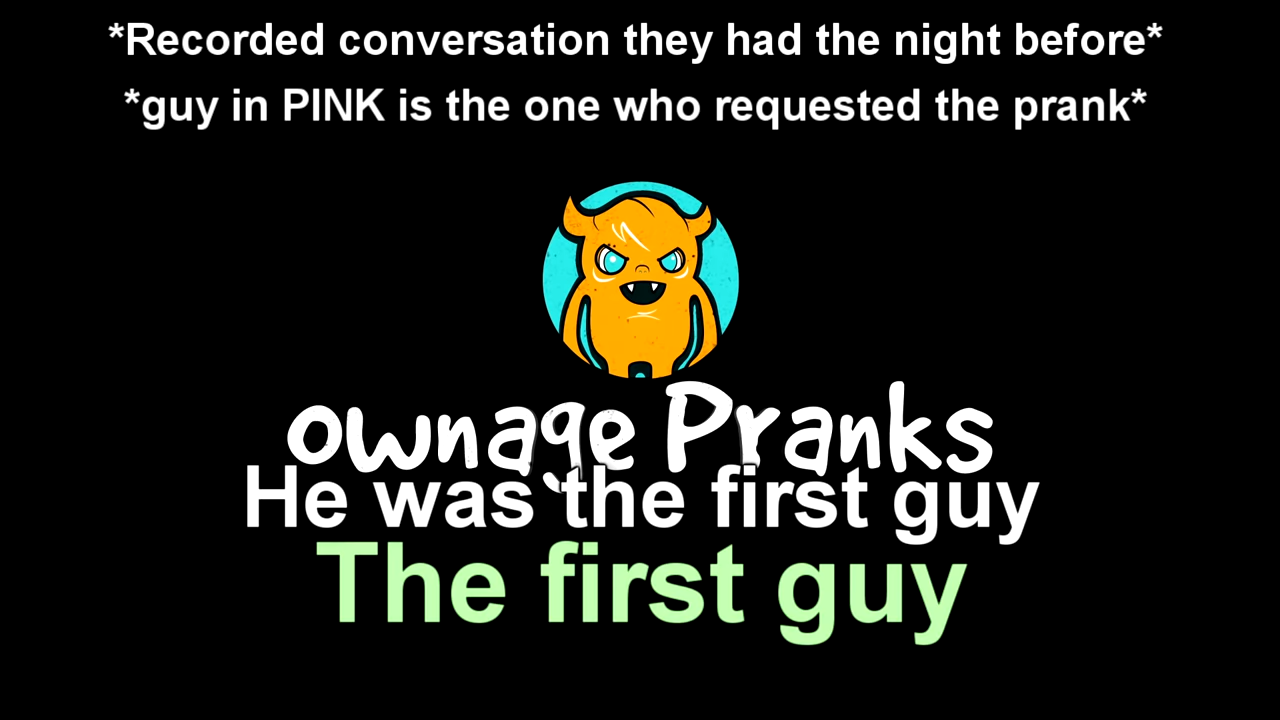 *Recorded conversation they had the night before*
*guy in PINK is the one who requested the prank*
ownage Pranks
He was the first guy
The first guy